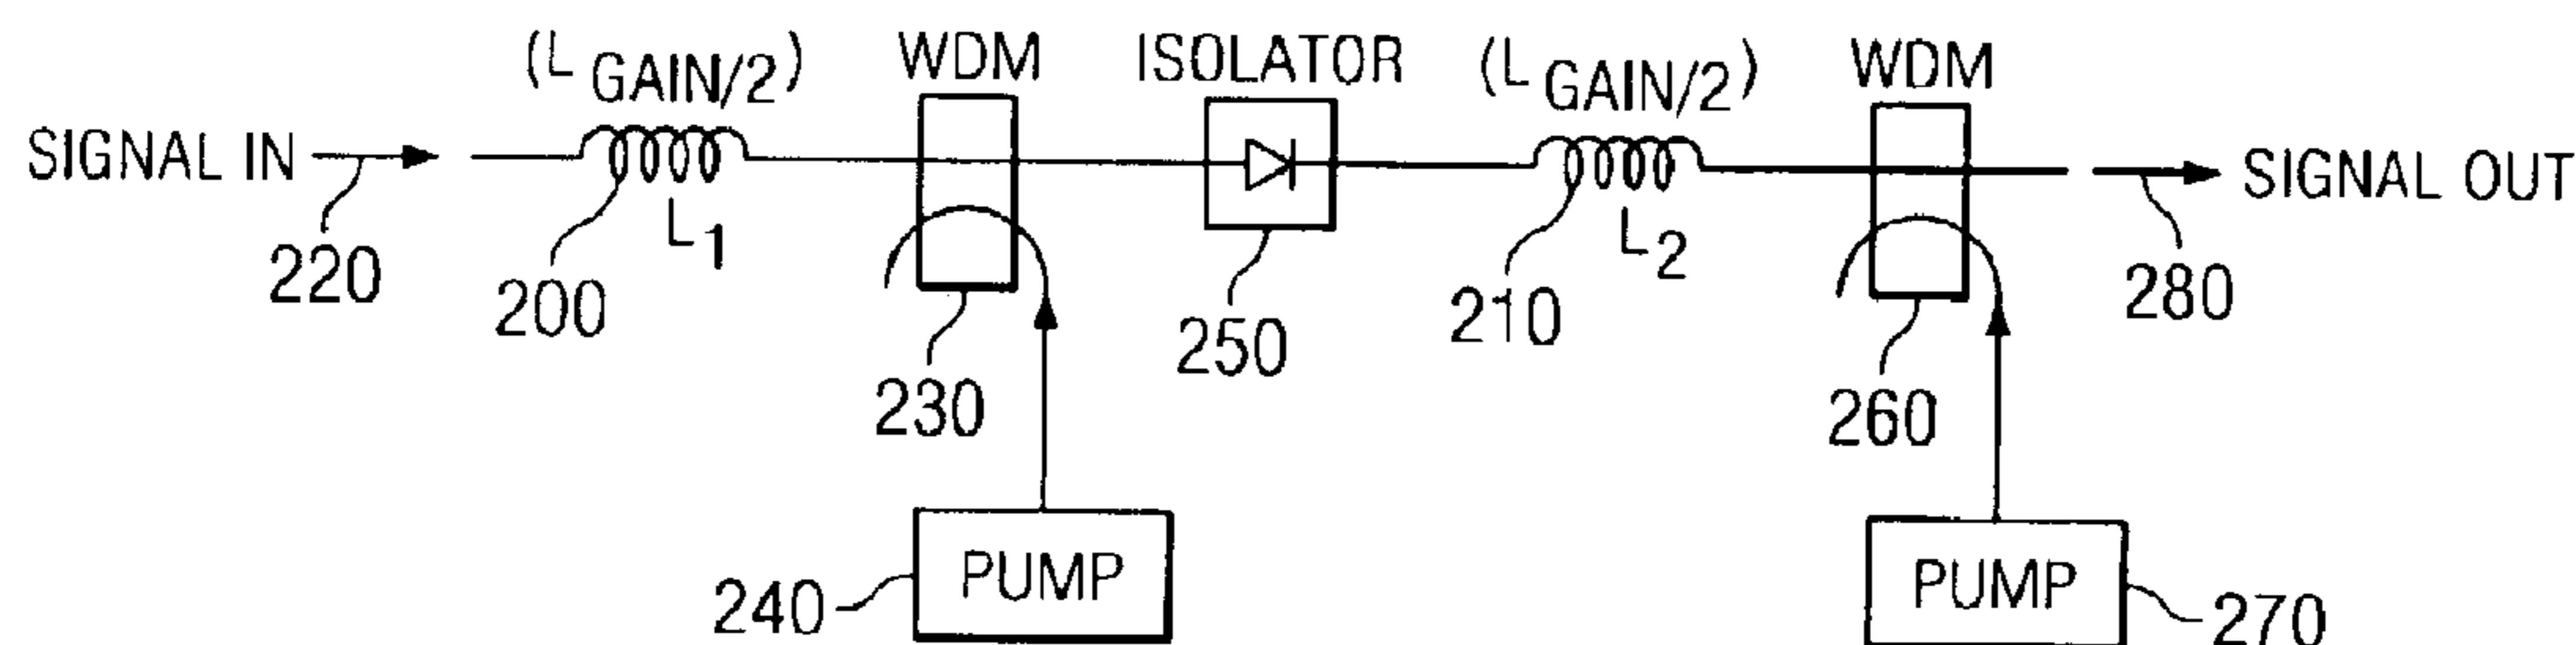 (L GAIN/2) WDM ISOLATOR (L GAIN/2) WDM
SIGNAL IN SIGNAL OUT
L1 L2
220 200 250 210 280
230 260
240 PUMP PUMP 270